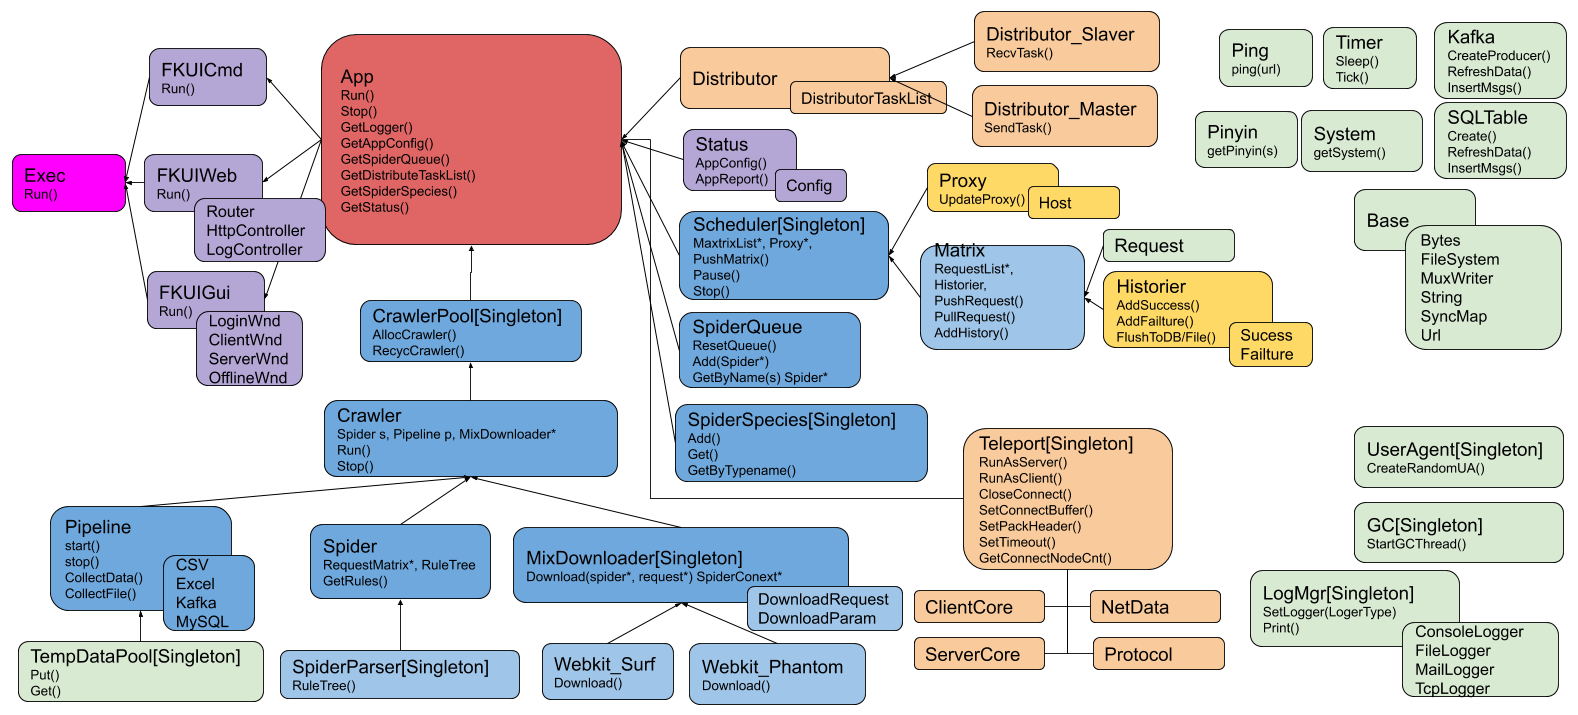 FKUICmd
Run()
Exec
Run()
FKUIWeb
Run()
Router
HttpController
LogController
FKUIGui
Run()
LoginWnd
ClientWnd
ServerWnd
OfflineWnd
App
Run()
Stop()
GetLogger()
GetAppConfig()
GetSpiderQueue()
GetDistributeTaskList()
GetSpiderSpecies()
GetStatus()
CrawlerPool[Singleton]
AllocCrawler()
RecycCrawler()
Crawler
Spider s, Pipeline p, MixDownloader*
Run()
Stop()
Pipeline
start()
stop()
CollectData()
CollectFile()
CSV
Excel
Kafka
MySQL
TempDataPool[Singleton]
Put()
Get()
Spider
RequestMatrix*, RuleTree
GetRules()
SpiderParser[Singleton]
RuleTree()
MixDownloader[Singleton]
Download(spider*, request*) SpiderConext*
DownloadRequest
DownloadParam
Webkit_Surf
Download()
Webkit_Phantom
Download()
Distributor
DistributorTaskList
Distributor_Slaver
RecvTask()
Distributor_Master
SendTask()
Status
AppConfig()
AppReport()
Config
Scheduler[Singleton]
MaxtrixList*, Proxy*,
PushMatrix()
Pause()
Stop()
Proxy
UpdateProxy()
Host
Matrix
RequestList*,
Historier,
PushRequest()
PullRequest()
AddHistory()
Request
Historier
AddSuccess()
AddFailture()
FlushToDB/File()
Sucess
Failture
SpiderQueue
ResetQueue()
Add(Spider*)
GetByName(s) Spider*
SpiderSpecies[Singleton]
Add()
Get()
GetByTypename()
Teleport[Singleton]
RunAsServer()
RunAsClient()
CloseConnect()
SetConnectBuffer()
SetPackHeader()
SetTimeout()
GetConnectNodeCnt()
ClientCore
NetData
ServerCore
Protocol
Ping
ping(url)
Timer
Sleep()
Tick()
Kafka
CreateProducer()
RefreshData()
InsertMsgs()
Pinyin
getPinyin(s)
System
getSystem()
SQLTable
Create()
RefreshData()
InsertMsgs()
Base
Bytes
FileSystem
MuxWriter
String
SyncMap
Url
UserAgent[Singleton]
CreateRandomUA()
GC[Singleton]
StartGCThread()
LogMgr[Singleton]
SetLogger(LogerType)
Print()
ConsoleLogger
FileLogger
MailLogger
TcpLogger